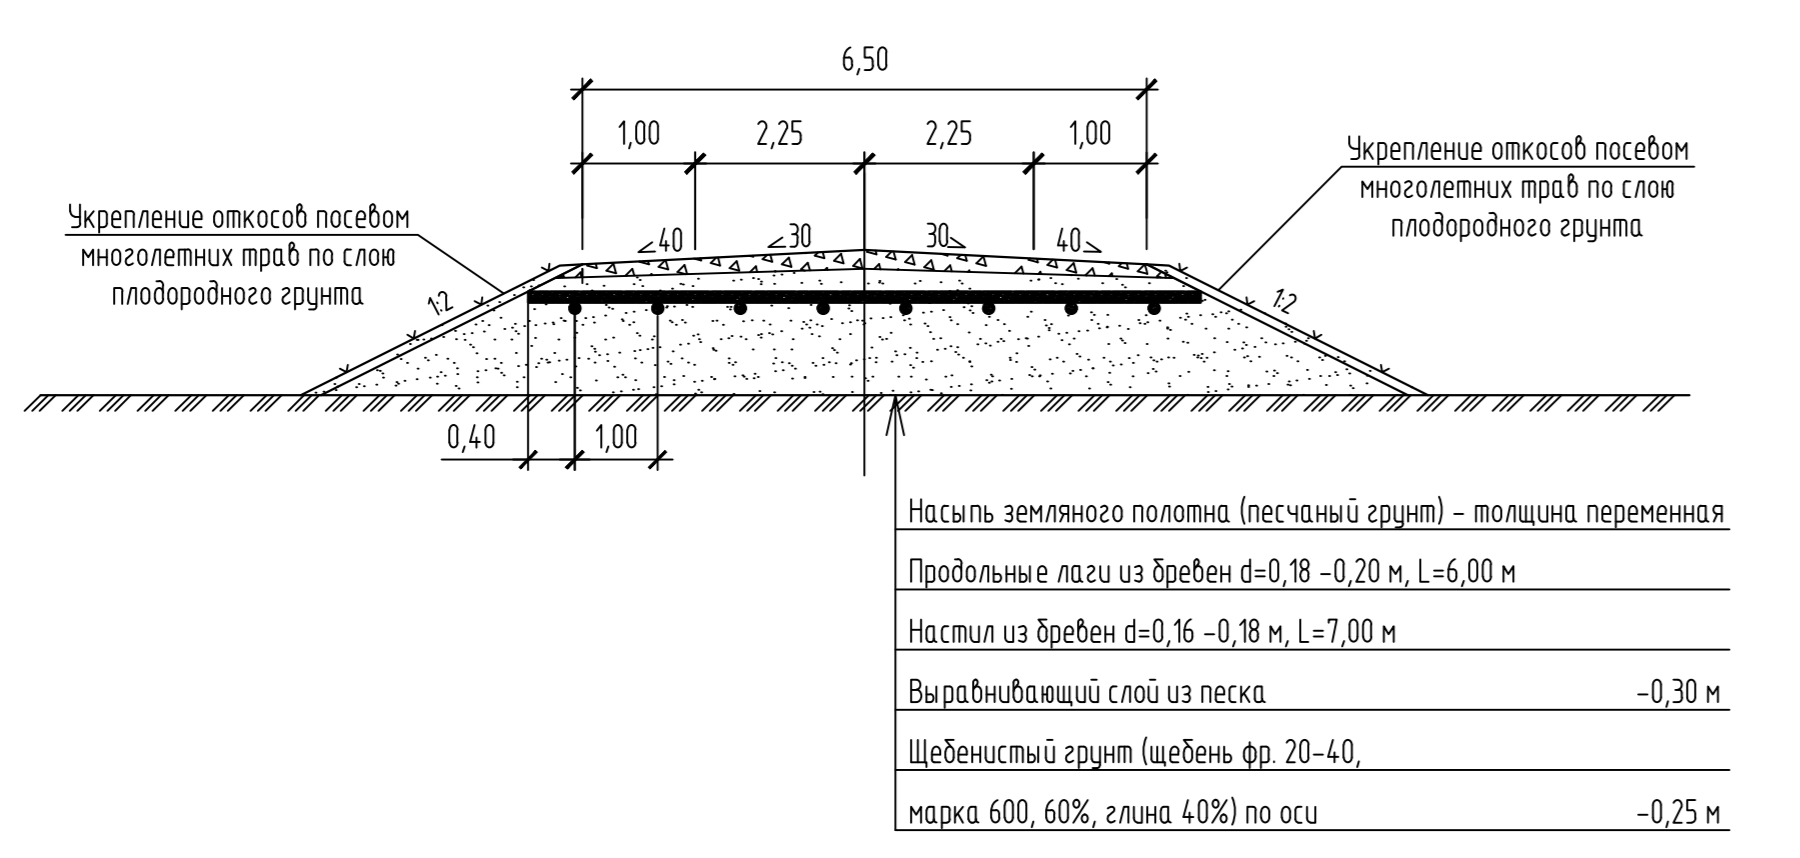 6,50
1,00 2,25 2,25 1,00
Укрепление откосов посевом
многолетних трав по слою
плодородного грунта
Укрепление откосов посевом
многолетних трав по слою
плодородного грунта
40 30 30 40
1:2 1:2
0,40 1,00
Насыпь земляного полотна (песчаный грунт) - толщина переменная
Продольные лаги из бревен d=0,18 -0,20 м, L=6,00 м
Настил из бревен d=0,16 -0,18 м, L=7,00 м
Выравнивающий слой из песка -0,30 м
Щебенистый грунт (щебень фр. 20-40,
марка 600, 60%, глина 40%) по оси -0,25 м